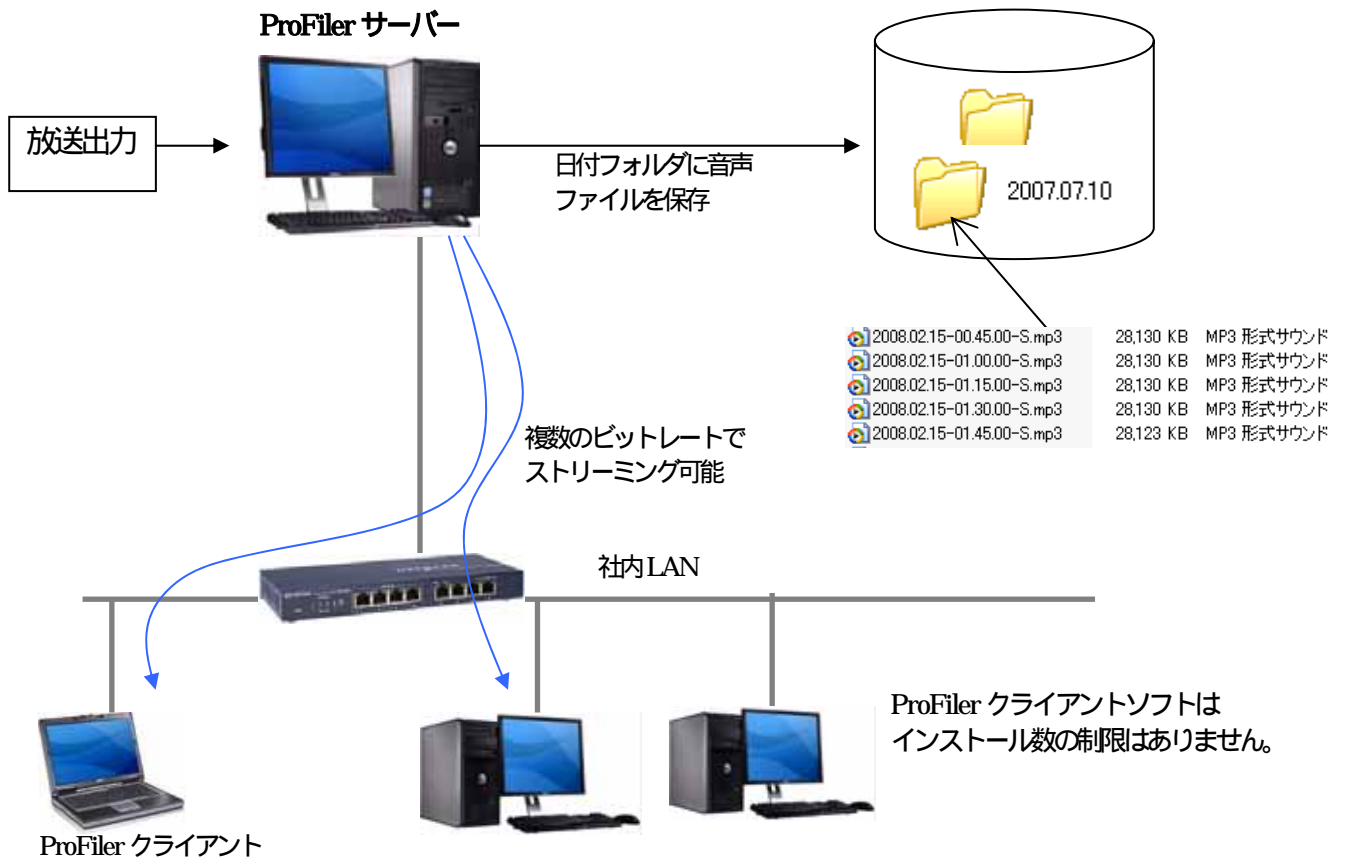 ProFiler サーバー
放送出力
日付フォルダに音声
ファイルを保存
2007.07.10
2008.02.15-00.45.00-S.mp3 28,130 KB MP3 形式サウンド
2008.02.15-01.00.00-S.mp3 28,130 KB MP3 形式サウンド
2008.02.15-01.15.00-S.mp3 28,130 KB MP3 形式サウンド
2008.02.15-01.30.00-S.mp3 28,130 KB MP3 形式サウンド
2008.02.15-01.45.00-S.mp3 28,123 KB MP3 形式サウンド
複数のビットレートで
ストリーミング可能
社内LAN
ProFiler クライアントソフトは
インストール数の制限はありません。
ProFiler クライアント